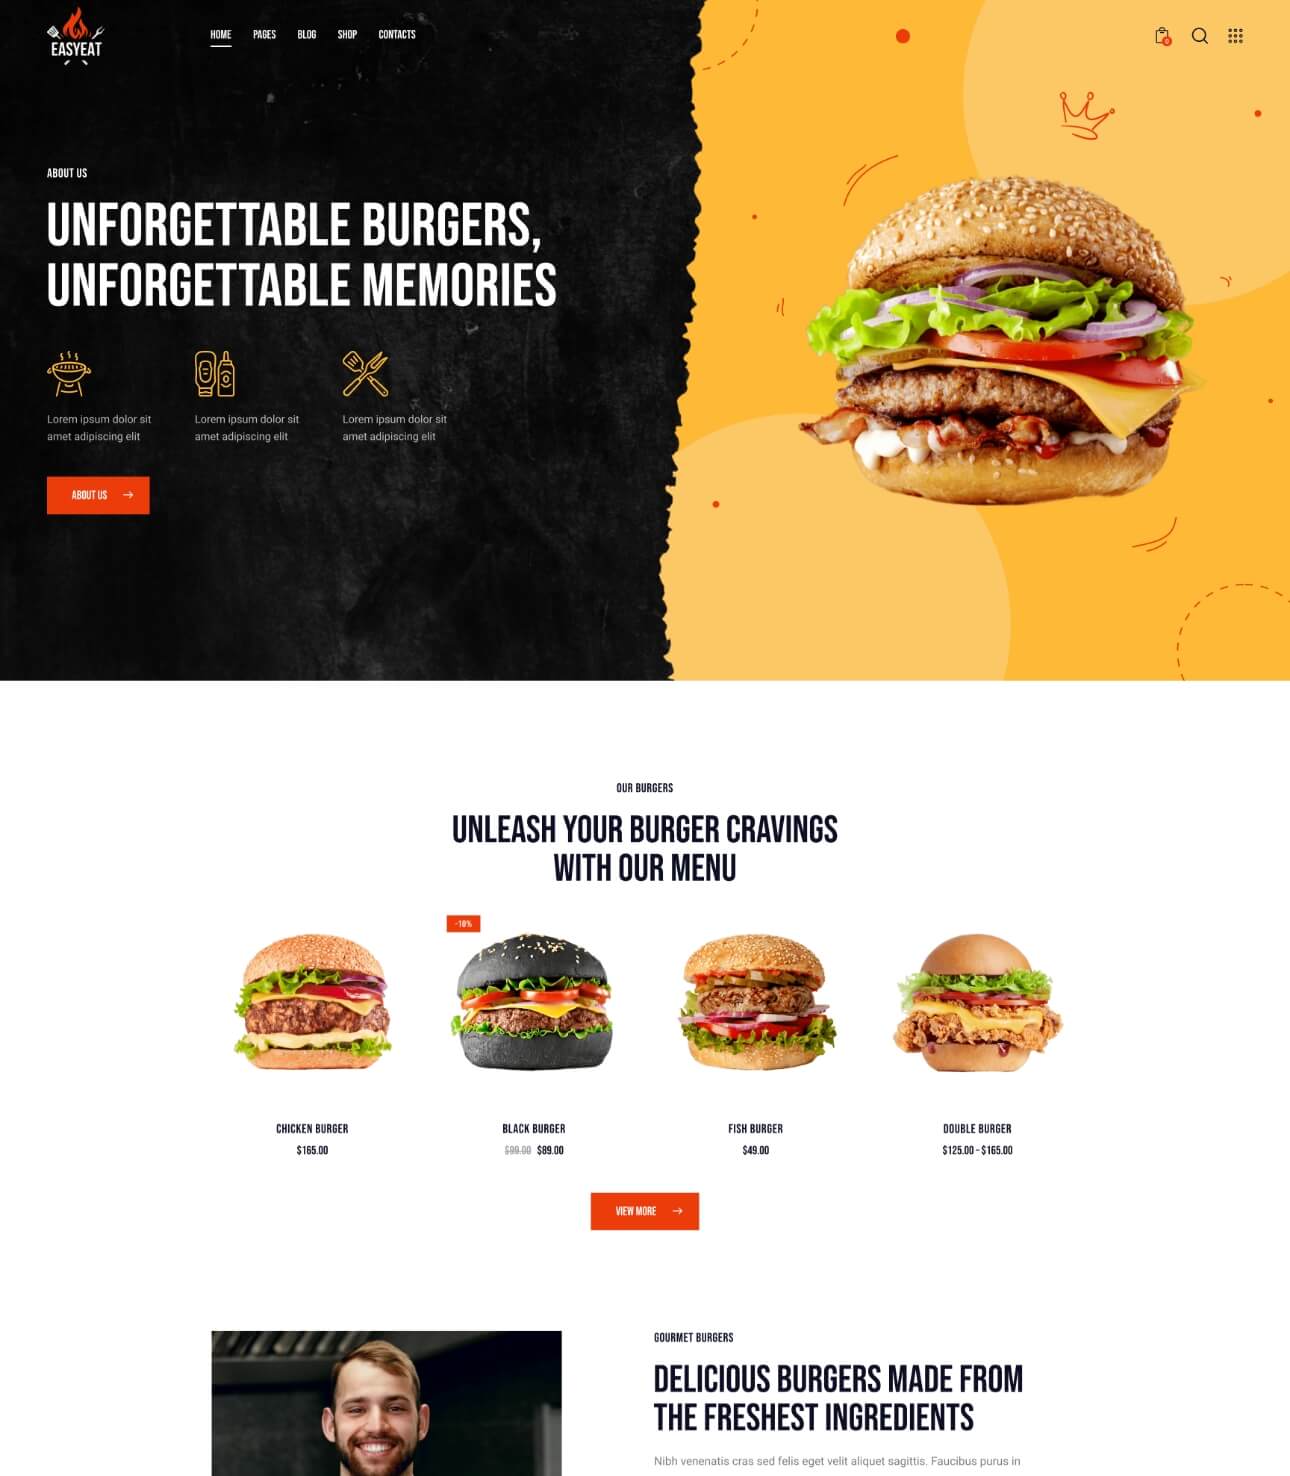 EASYEAT
HOME PAGES BLOG SHOP CONTACTS
0
ABOUT US
UNFORGETTABLE BURGERS,
UNFORGETTABLE MEMORIES
Lorem ipsum dolor sit
amet adipiscing elit
Lorem ipsum dolor sit
amet adipiscing elit
Lorem ipsum dolor sit
amet adipiscing elit
ABOUT US
OUR BURGERS
UNLEASH YOUR BURGER CRAVINGS
WITH OUR MENU
-10%
CHICKEN BURGER
$165.00
BLACK BURGER
$99.00 $89.00
FISH BURGER
$49.00
DOUBLE BURGER
$125.00 – $165.00
VIEW MORE
GOURMET BURGERS
DELICIOUS BURGERS MADE FROM
THE FRESHEST INGREDIENTS
Nibh venenatis cras sed felis eget velit aliquet sagittis. Faucibus purus in